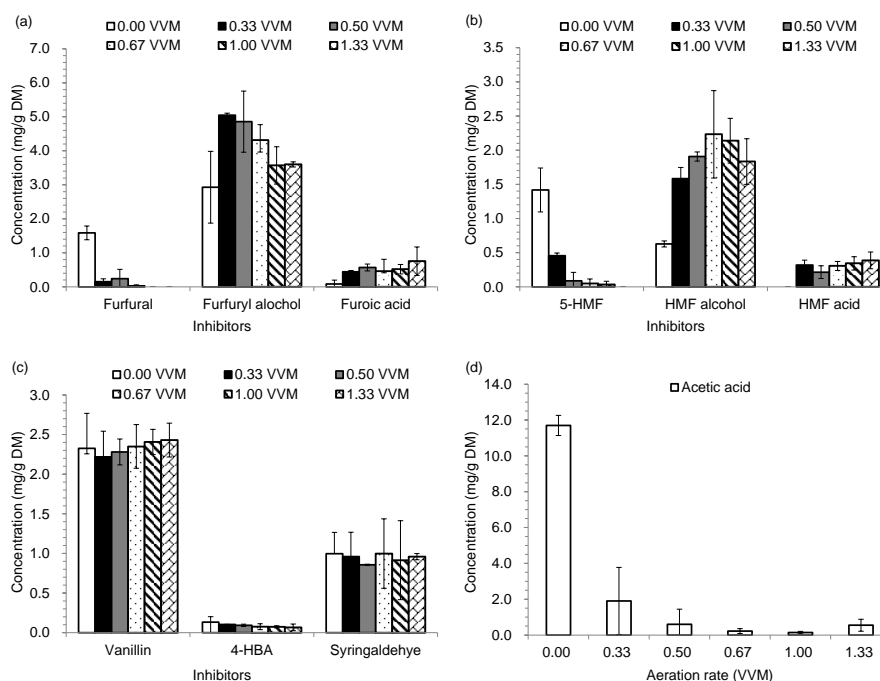 (a)
0.00 VVM 0.33 VVM 0.50 VVM
0.67 VVM 1.00 VVM 1.33 VVM
Concentration (mg/g DM)
7.0
6.0
5.0
4.0
3.0
2.0
1.0
0.0
Furfural Furfuryl alochol Furoic acid
Inhibitors
(b)
0.00 VVM 0.33 VVM 0.50 VVM
0.67 VVM 1.00 VVM 1.33 VVM
Concentration (mg/g DM)
3.5
3.0
2.5
2.0
1.5
1.0
0.5
0.0
5-HMF HMF alcohol HMF acid
Inhibitors
(c)
0.00 VVM 0.33 VVM 0.50 VVM
0.67 VVM 1.00 VVM 1.33 VVM
Concentration (mg/g DM)
3.0
2.5
2.0
1.5
1.0
0.5
0.0
Vanillin 4-HBA Syringaldehye
Inhibitors
(d)
Acetic acid
Concentration (mg/g DM)
14.0
12.0
10.0
8.0
6.0
4.0
2.0
0.0
0.00 0.33 0.50 0.67 1.00 1.33
Aeration rate (VVM)